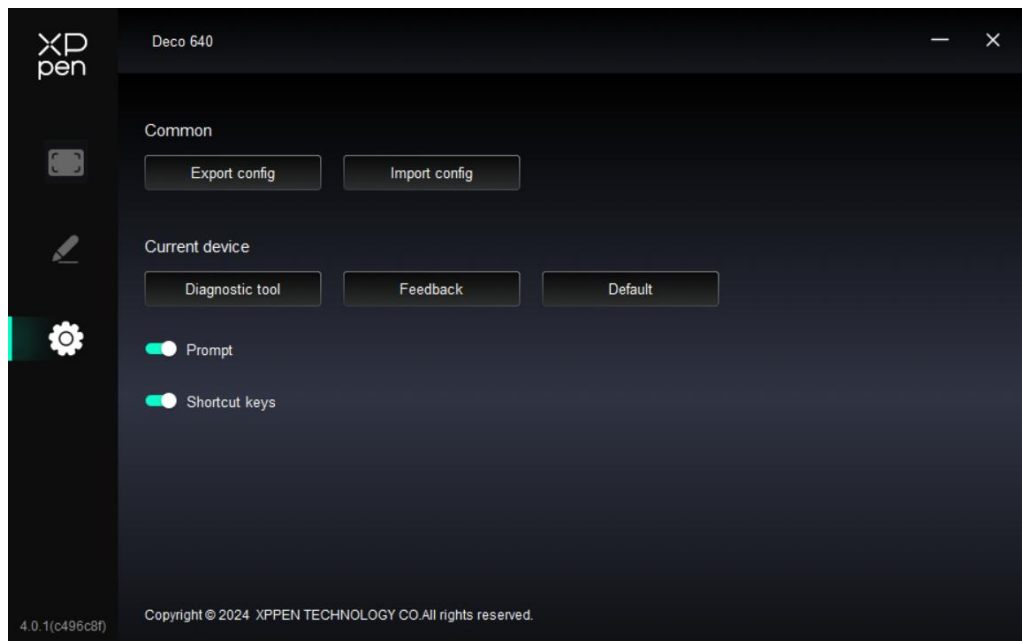 XP
pen
Deco 640
Common
Export config Import config
Current device
Diagnostic tool Feedback Default
Prompt
Shortcut keys
Copyright © 2024 XPPEN TECHNOLOGY CO.All rights reserved.
4.0.1(c496c8f)